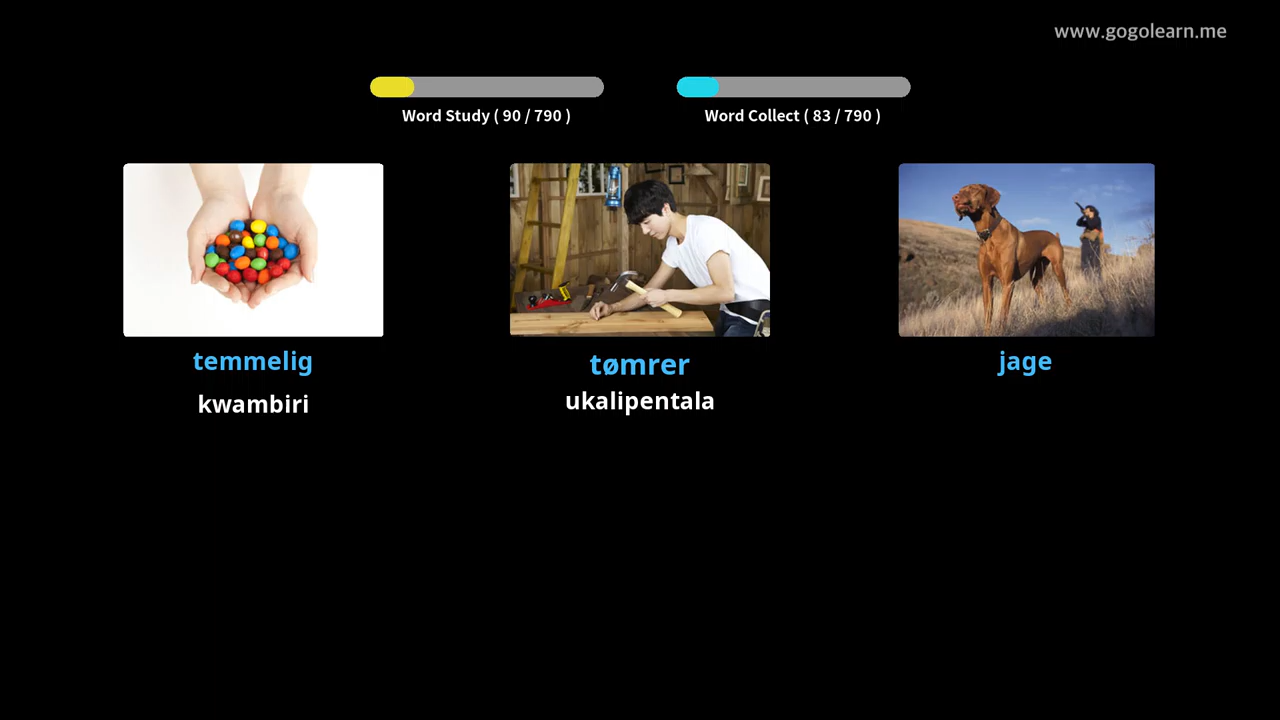 www.gogolearn.me
Word Study ( 90 / 790 )
Word Collect ( 83 / 790 )
temmelig
tømrer
jage
kwambiri
ukalipentala